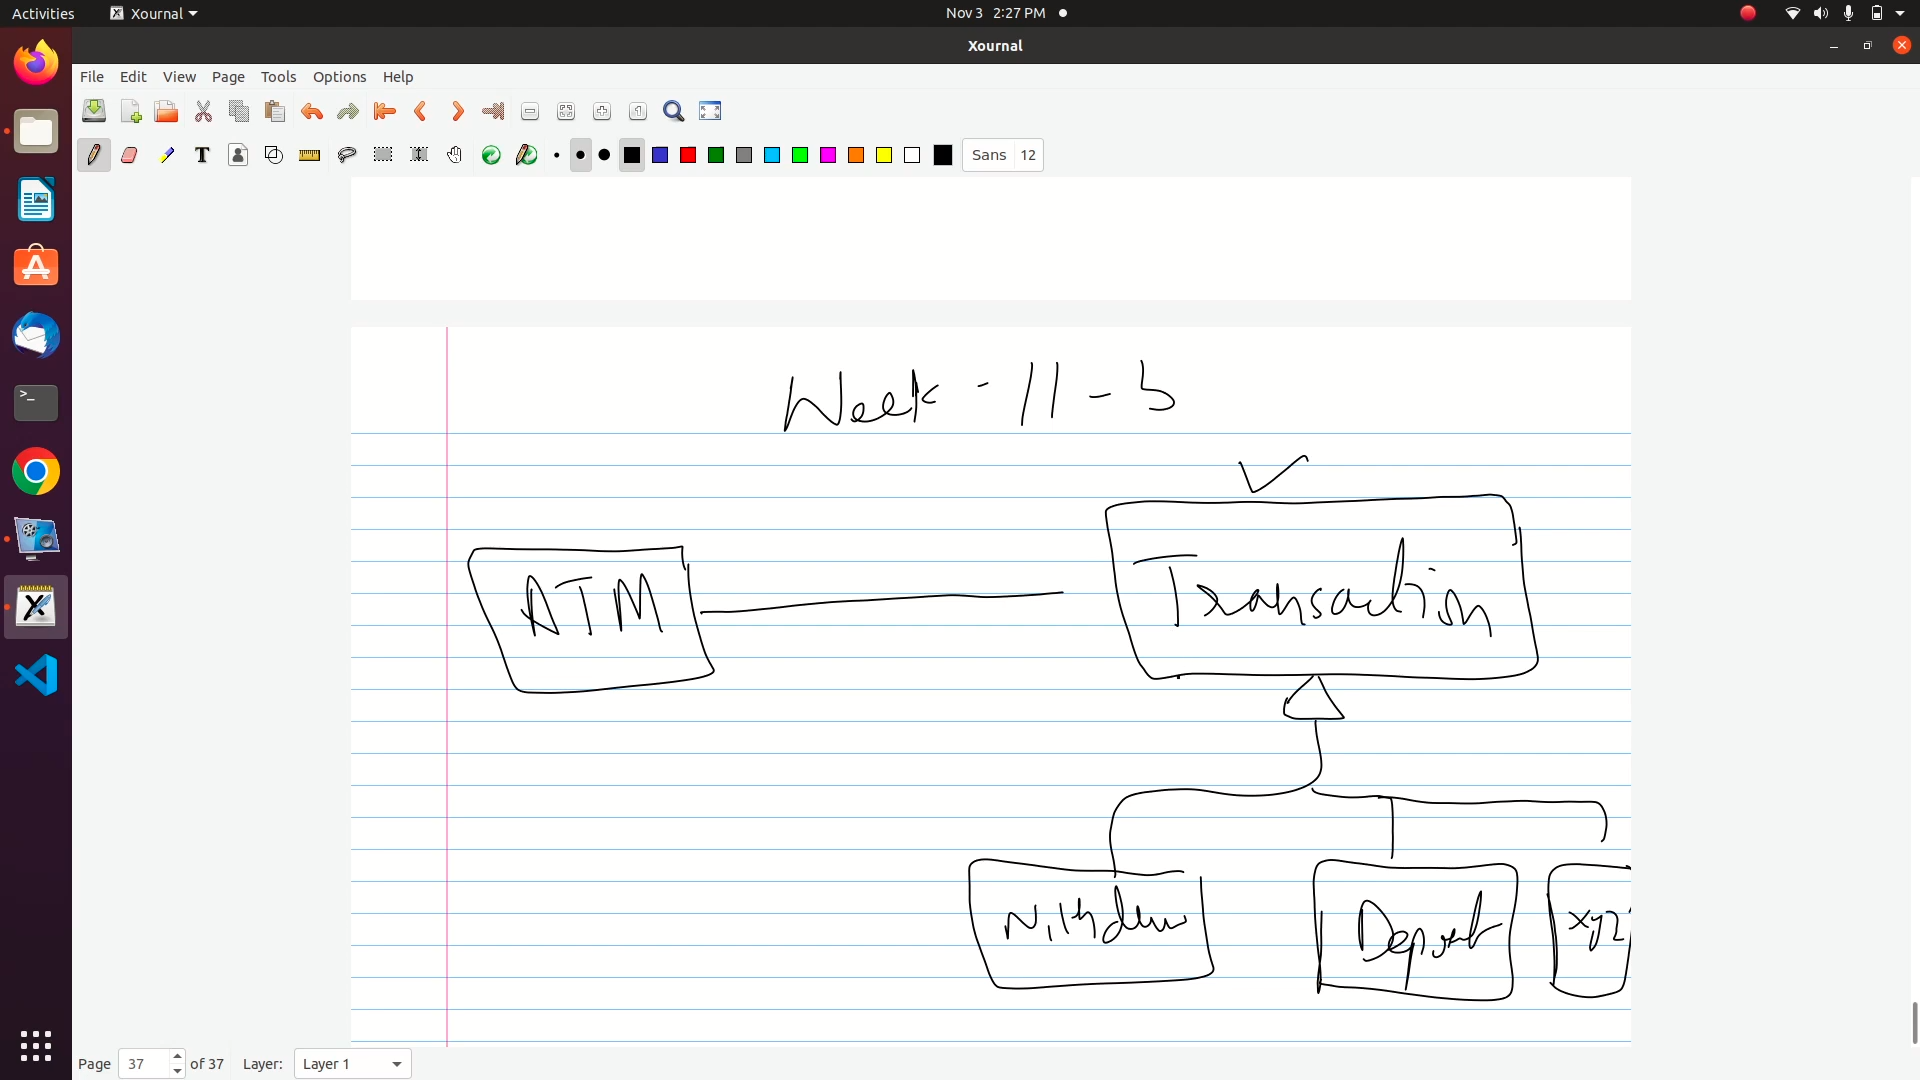 Activities Xournal Nov 3 2:27 PM
Xournal
File Edit View Page Tools Options Help
T Sans 12
Week - 11 - 3
Transaction
ATM
Withdraw Deposit xyz
Page 37 of 37 Layer: Layer 1